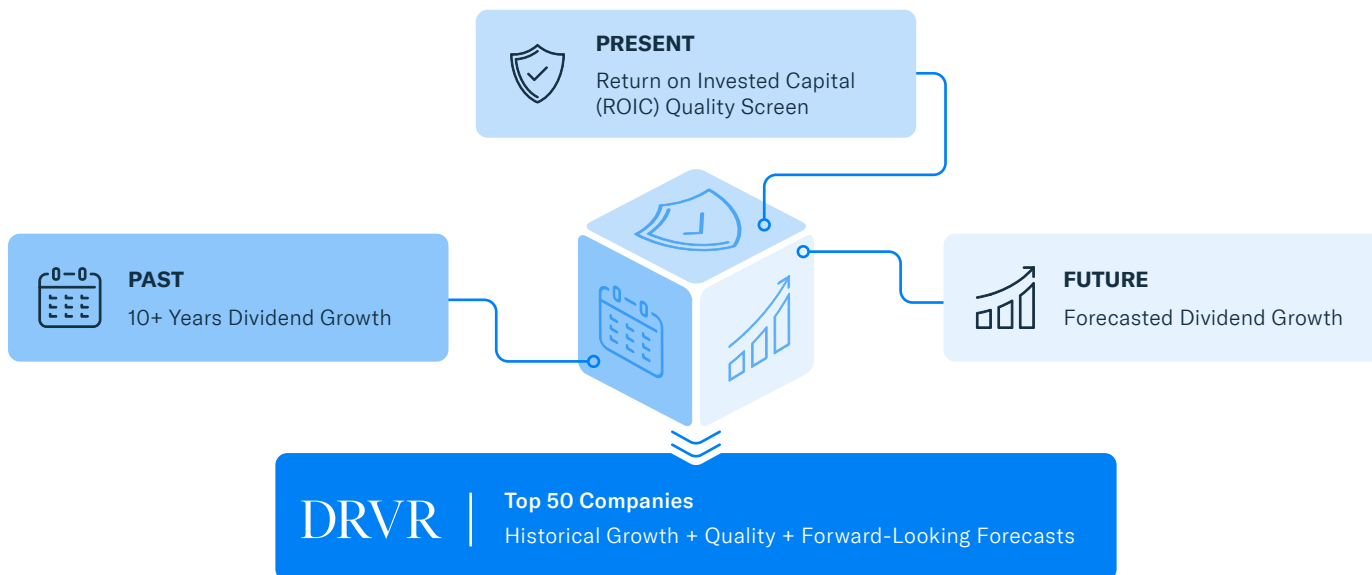 PRESENT
Return on Invested Capital
(ROIC) Quality Screen
PAST
10+ Years Dividend Growth
FUTURE
Forecasted Dividend Growth
DRVR
Top 50 Companies
Historical Growth + Quality + Forward-Looking Forecasts